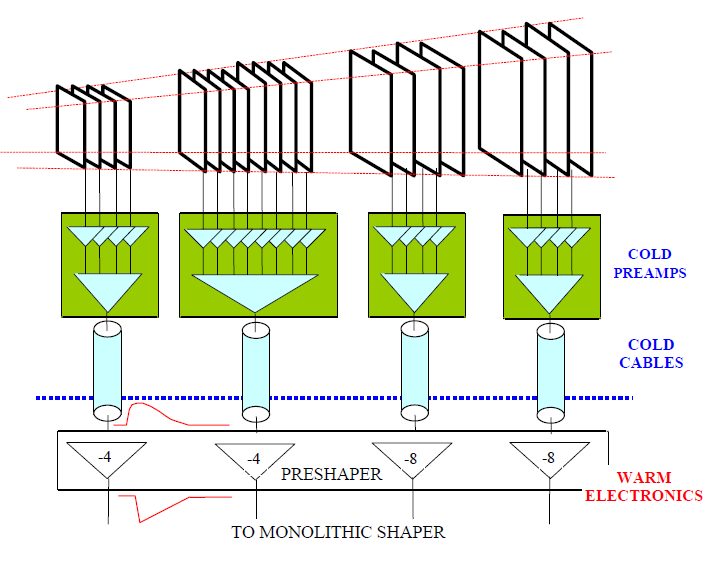 COLD
PREAMPS
COLD
CABLES
-4
-4
-8
-8
PRESHAPER
WARM
ELECTRONICS
TO MONOLITHIC SHAPER